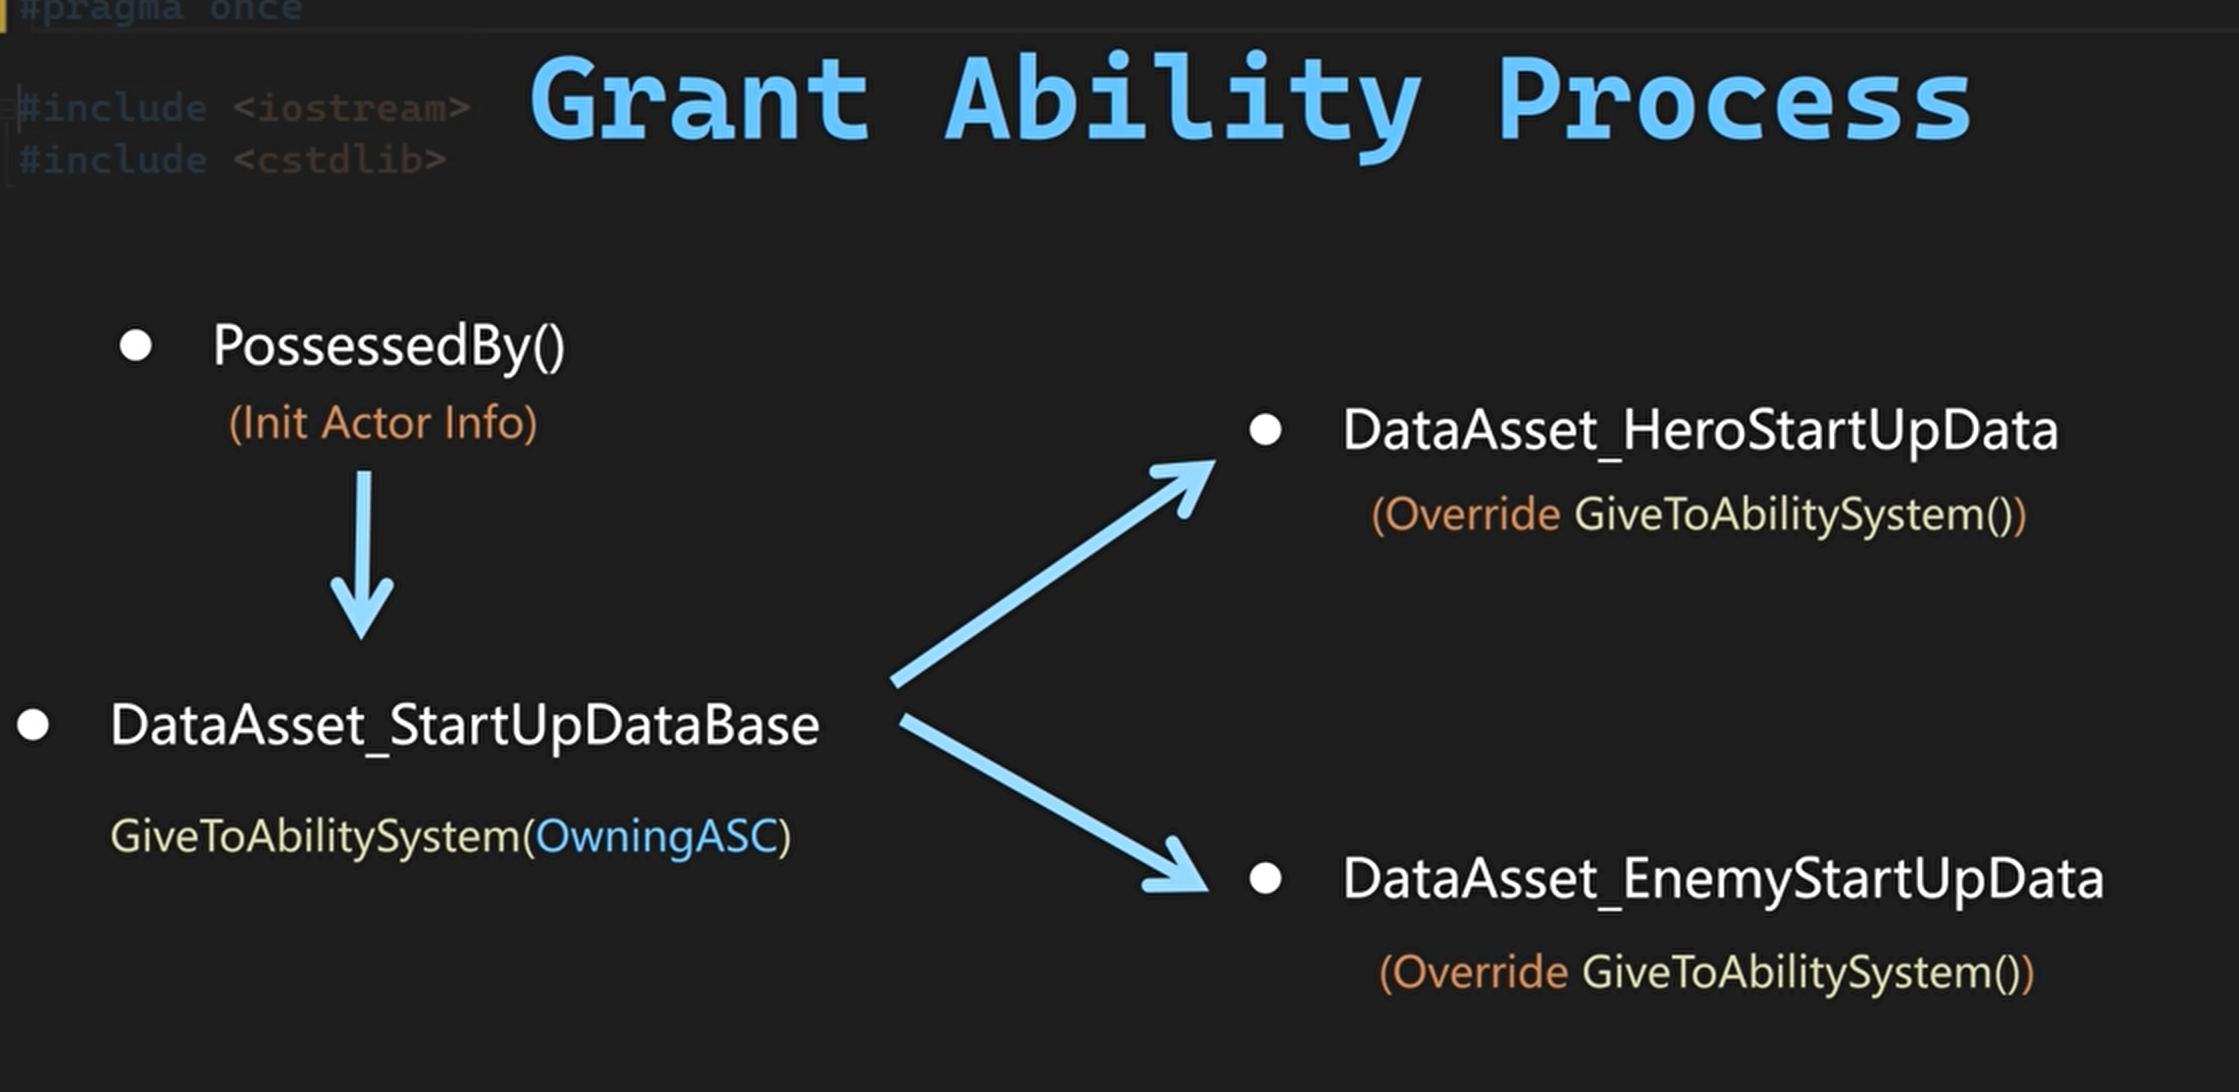 #pragma once
#include <iostream>
#include <cstdlib>
Grant Ability Process
PossessedBy()
(Init Actor Info)
DataAsset_StartUpDataBase
GiveToAbilitySystem(OwningASC)
DataAsset_HeroStartUpData
(Override GiveToAbilitySystem())
DataAsset_EnemyStartUpData
(Override GiveToAbilitySystem())